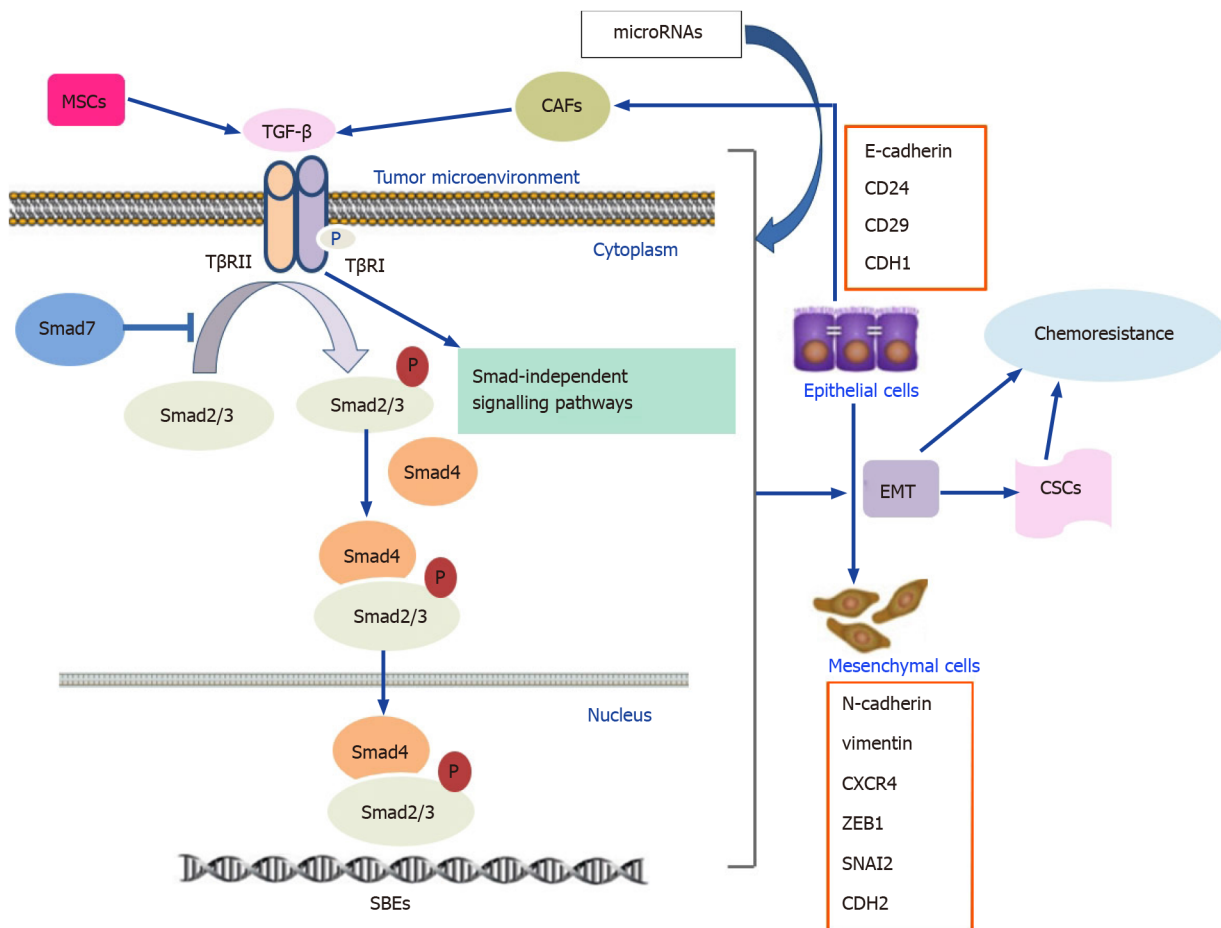 microRNAs
MSCs
CAFs
TGF-β
E-cadherin
CD24
CD29
CDH1
Tumor microenvironment
Cytoplasm
P
TβRII
TβRI
Smad7
Smad2/3
P
Smad2/3
Smad-independent
signalling pathways
Epithelial cells
Chemoresistance
Smad4
EMT
CSCs
Smad4
P
Smad2/3
Mesenchymal cells
Nucleus
Smad4
P
Smad2/3
N-cadherin
vimentin
CXCR4
ZEB1
SNAI2
CDH2
SBEs